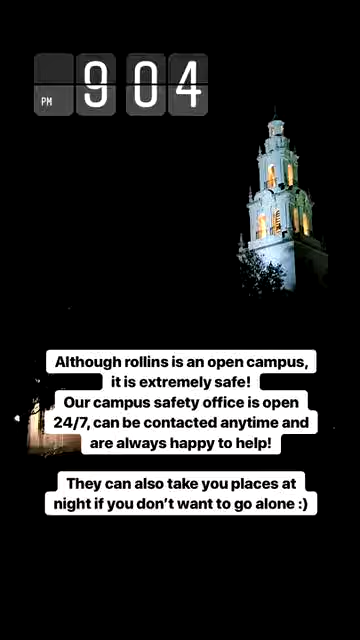 PM 9 04
Although rollins is an open campus,
it is extremely safe!
Our campus safety office is open
24/7, can be contacted anytime and
are always happy to help!
They can also take you places at
night if you don't want to go alone :)